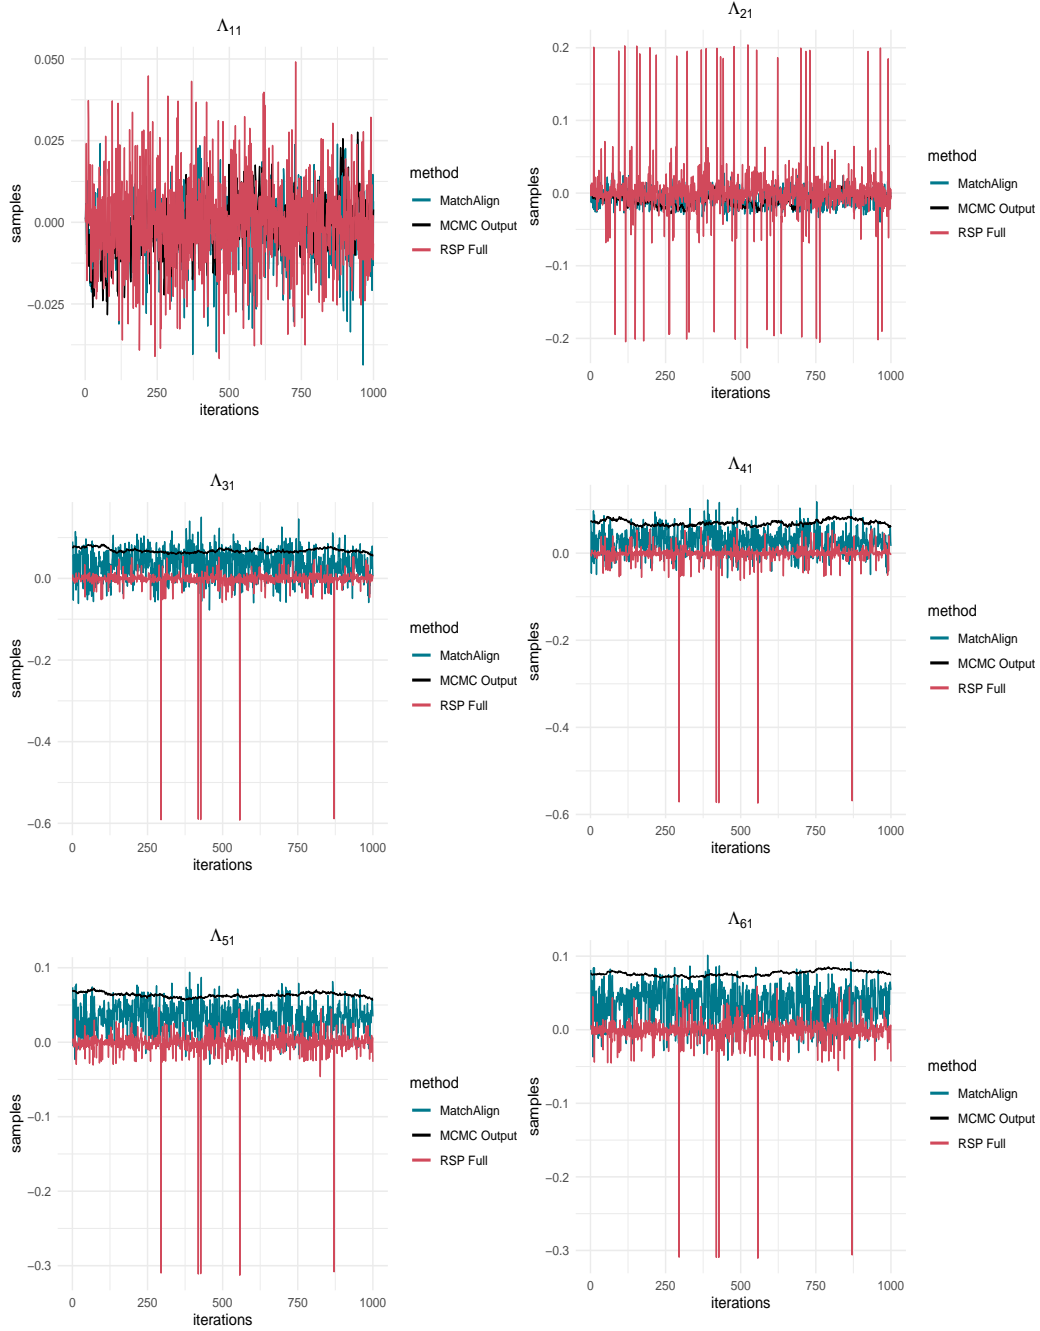 Λ11
0.050
0.025
0.000
−0.025
samples
0
250
500
750
1000
iterations
method
MatchAlign
MCMC Output
RSP Full
Λ21
0.2
0.1
0.0
−0.1
−0.2
samples
0
250
500
750
1000
iterations
method
MatchAlign
MCMC Output
RSP Full
Λ31
0.0
−0.2
−0.4
−0.6
samples
0
250
500
750
1000
iterations
method
MatchAlign
MCMC Output
RSP Full
Λ41
0.0
−0.2
−0.4
−0.6
samples
0
250
500
750
1000
iterations
method
MatchAlign
MCMC Output
RSP Full
Λ51
0.1
0.0
−0.1
−0.2
−0.3
samples
0
250
500
750
1000
iterations
method
MatchAlign
MCMC Output
RSP Full
Λ61
0.1
0.0
−0.1
−0.2
−0.3
samples
0
250
500
750
1000
iterations
method
MatchAlign
MCMC Output
RSP Full